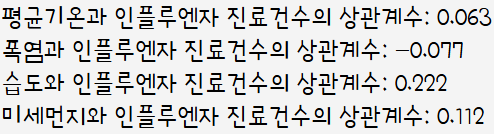 평균기온과 인플루엔자 진료건수의 상관계수: 0.063
폭염과 인플루엔자 진료건수의 상관계수: -0.077
습도와 인플루엔자 진료건수의 상관계수: 0.222
미세먼지와 인플루엔자 진료건수의 상관계수: 0.112